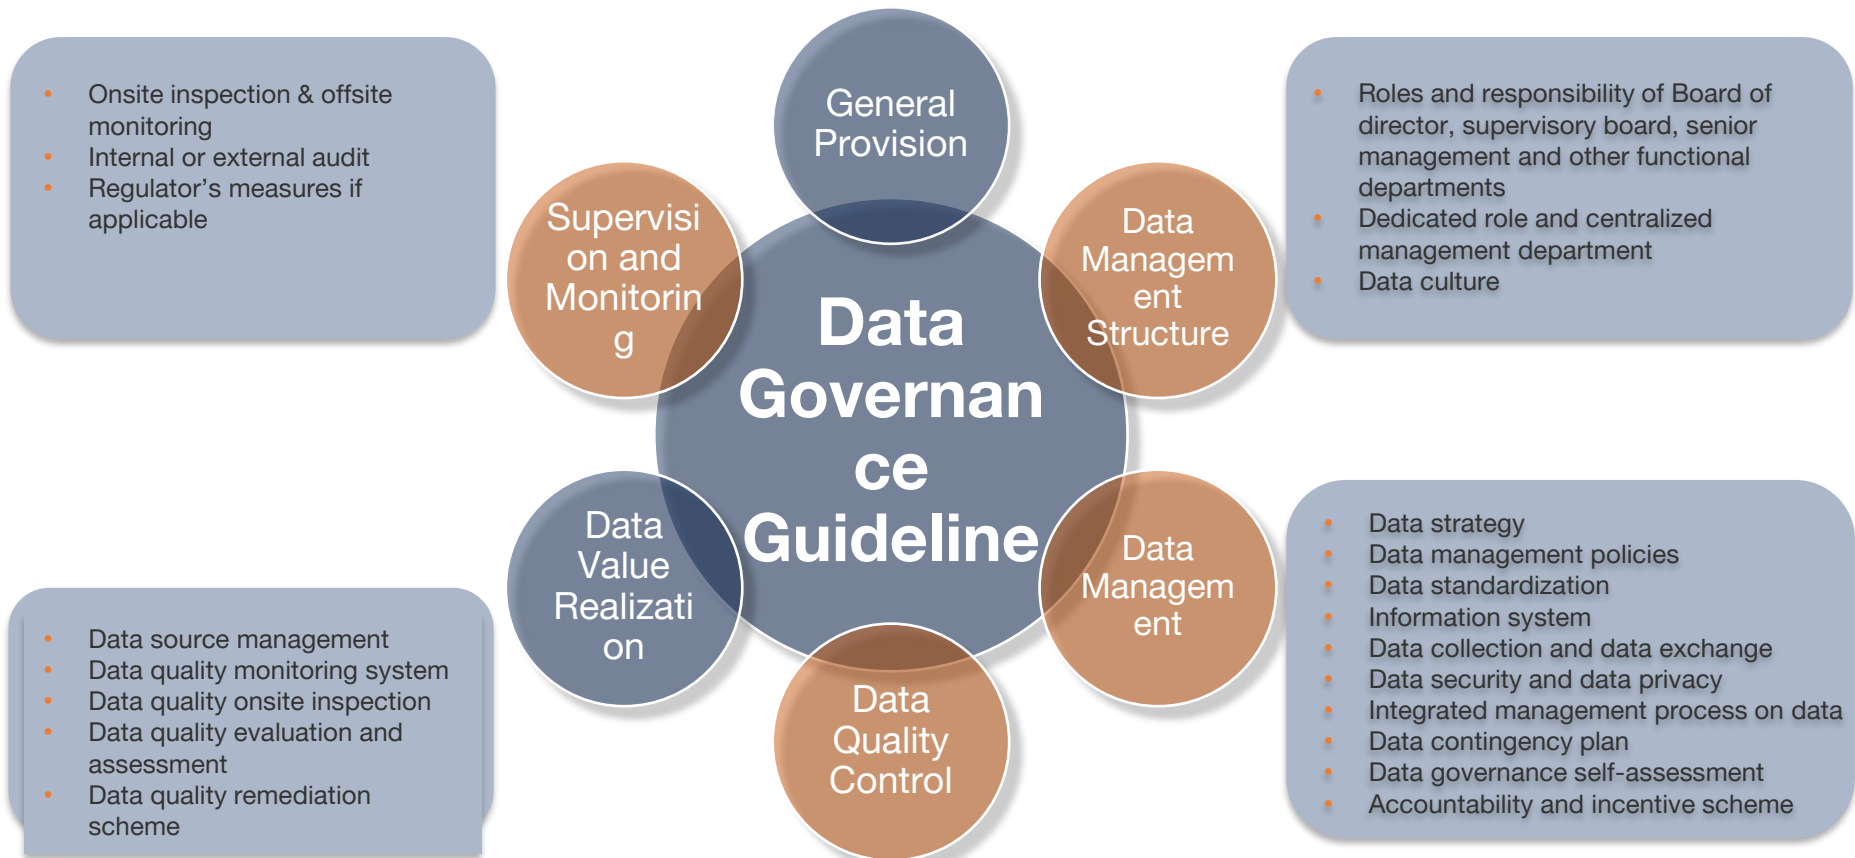 Onsite inspection & offsite
monitoring
Internal or external audit
Regulator's measures if
applicable
General
Provision
Supervisi
on and
Monitorin
g
Data
Managem
ent
Structure
Roles and responsibility of Board of
director, supervisory board, senior
management and other functional
departments
Dedicated role and centralized
management department
Data culture
Data
Governan
ce
Guideline
Data
Value
Realizati
on
Data
Managem
ent
Data
Quality
Control
Data source management
Data quality monitoring system
Data quality onsite inspection
Data quality evaluation and
assessment
Data quality remediation
scheme
Data strategy
Data management policies
Data standardization
Information system
Data collection and data exchange
Data security and data privacy
Integrated management process on data
Data contingency plan
Data governance self-assessment
Accountability and incentive scheme